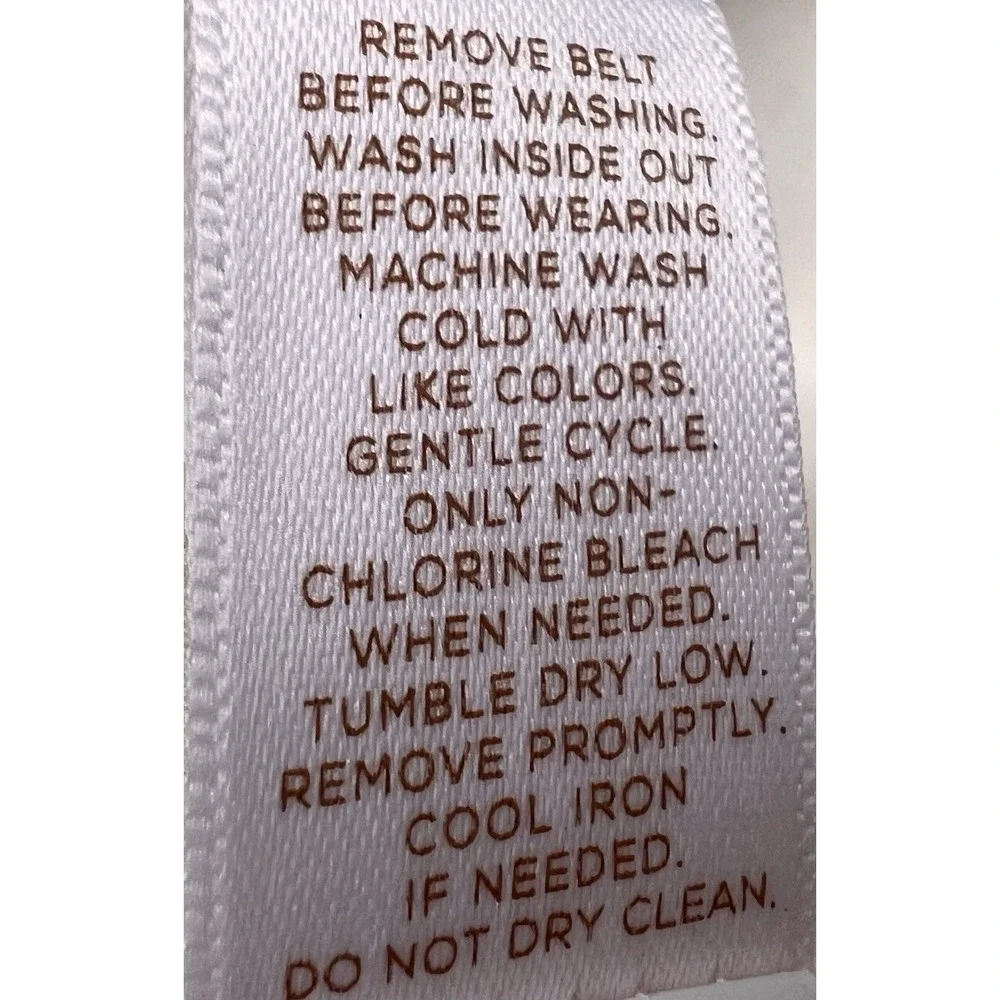 REMOVE BELT
BEFORE WASHING.
WASH INSIDE OUT
BEFORE WEARING.
MACHINE WASH
COLD WITH
LIKE COLORS.
GENTLE CYCLE.
ONLY NON-
CHLORINE BLEACH
WHEN NEEDED.
TUMBLE DRY LOW.
REMOVE PROMPTLY.
COOL IRON
IF NEEDED.
DO NOT DRY CLEAN.